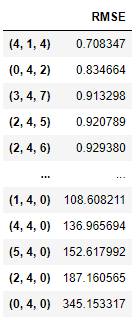 RMSE
(4, 1, 4) 0.708347
(0, 4, 2) 0.834664
(3, 4, 7) 0.913298
(2, 4, 5) 0.920789
(2, 4, 6) 0.929380
... ...
(1, 4, 0) 108.608211
(4, 4, 0) 136.965694
(5, 4, 0) 152.617992
(2, 4, 0) 187.160565
(0, 4, 0) 345.153317